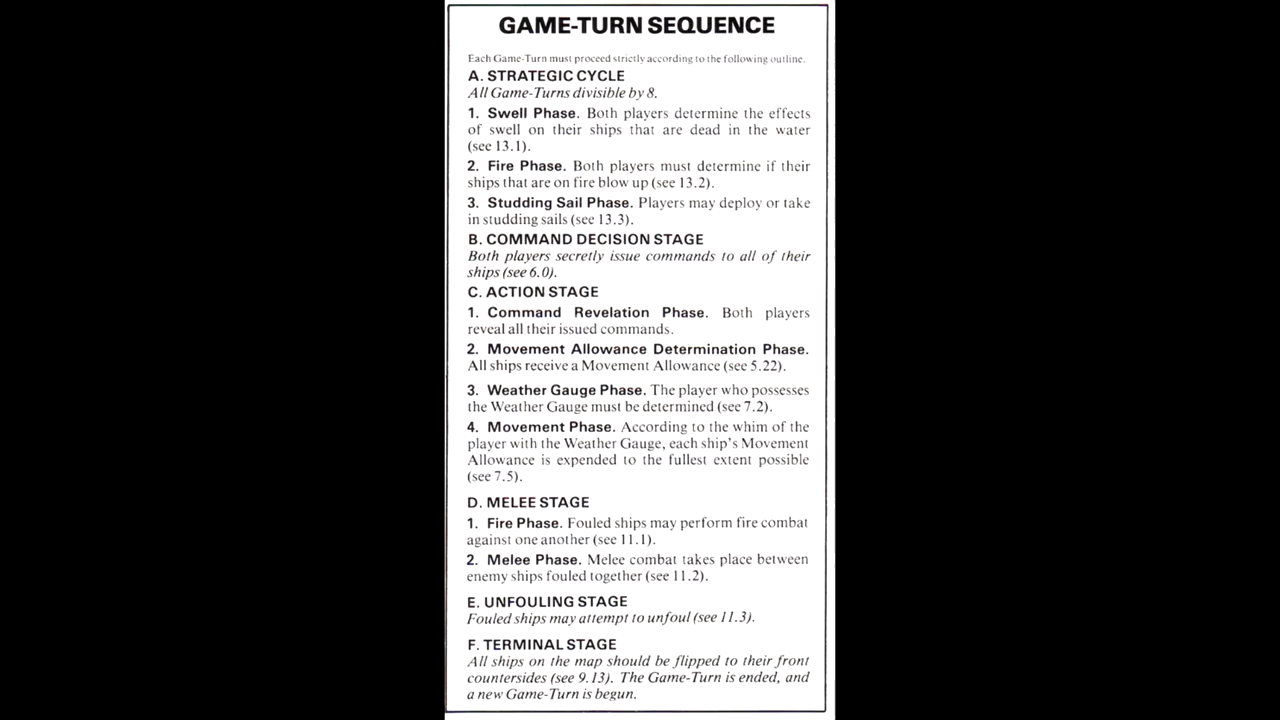 GAME-TURN SEQUENCE
Each Game-Turn must proceed strictly according to the following outline.
A. STRATEGIC CYCLE
All Game-Turns divisible by 8.
1. Swell Phase. Both players determine the effects
of swell on their ships that are dead in the water
(see 13.1).
2. Fire Phase. Both players must determine if their
ships that are on fire blow up (see 13.2).
3. Studding Sail Phase. Players may deploy or take
in studding sails (see 13.3).
B. COMMAND DECISION STAGE
Both players secretly issue commands to all of their
ships (see 6.0).
C. ACTION STAGE
1. Command Revelation Phase. Both players
reveal all their issued commands.
2. Movement Allowance Determination Phase.
All ships receive a Movement Allowance (see 5.22).
3. Weather Gauge Phase. The player who possesses
the Weather Gauge must be determined (see 7.2).
4. Movement Phase. According to the whim of the
player with the Weather Gauge, each ship's Movement
Allowance is expended to the fullest extent possible
(see 7.5).
D. MELEE STAGE
1. Fire Phase. Fouled ships may perform fire combat
against one another (see 11.1).
2. Melee Phase. Melee combat takes place between
enemy ships fouled together (see 11.2).
E. UNFOULING STAGE
Fouled ships may attempt to unfoul (see 11.3).
F. TERMINAL STAGE
All ships on the map should be flipped to their front
countersides (see 9.13). The Game-Turn is ended, and
a new Game-Turn is begun.